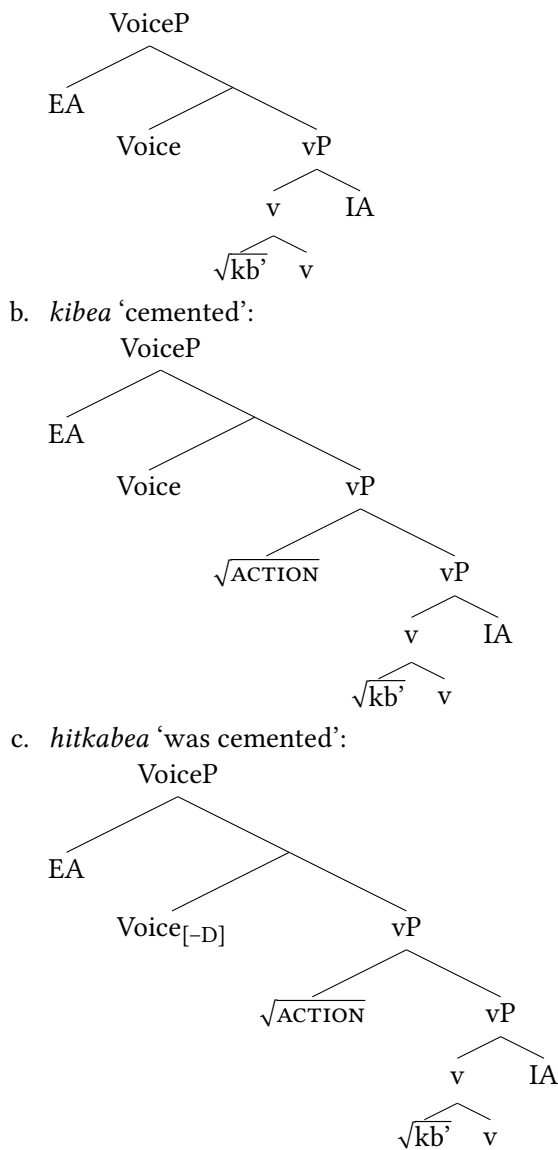 VoiceP
EA
Voice vP
v IA
√kb’ v
b. kibea ‘cemented’:
VoiceP
EA
Voice vP
√ACTION vP
v IA
√kb’ v
c. hitkabea ‘was cemented’:
VoiceP
EA
Voice[–D] vP
√ACTION vP
v IA
√kb’ v